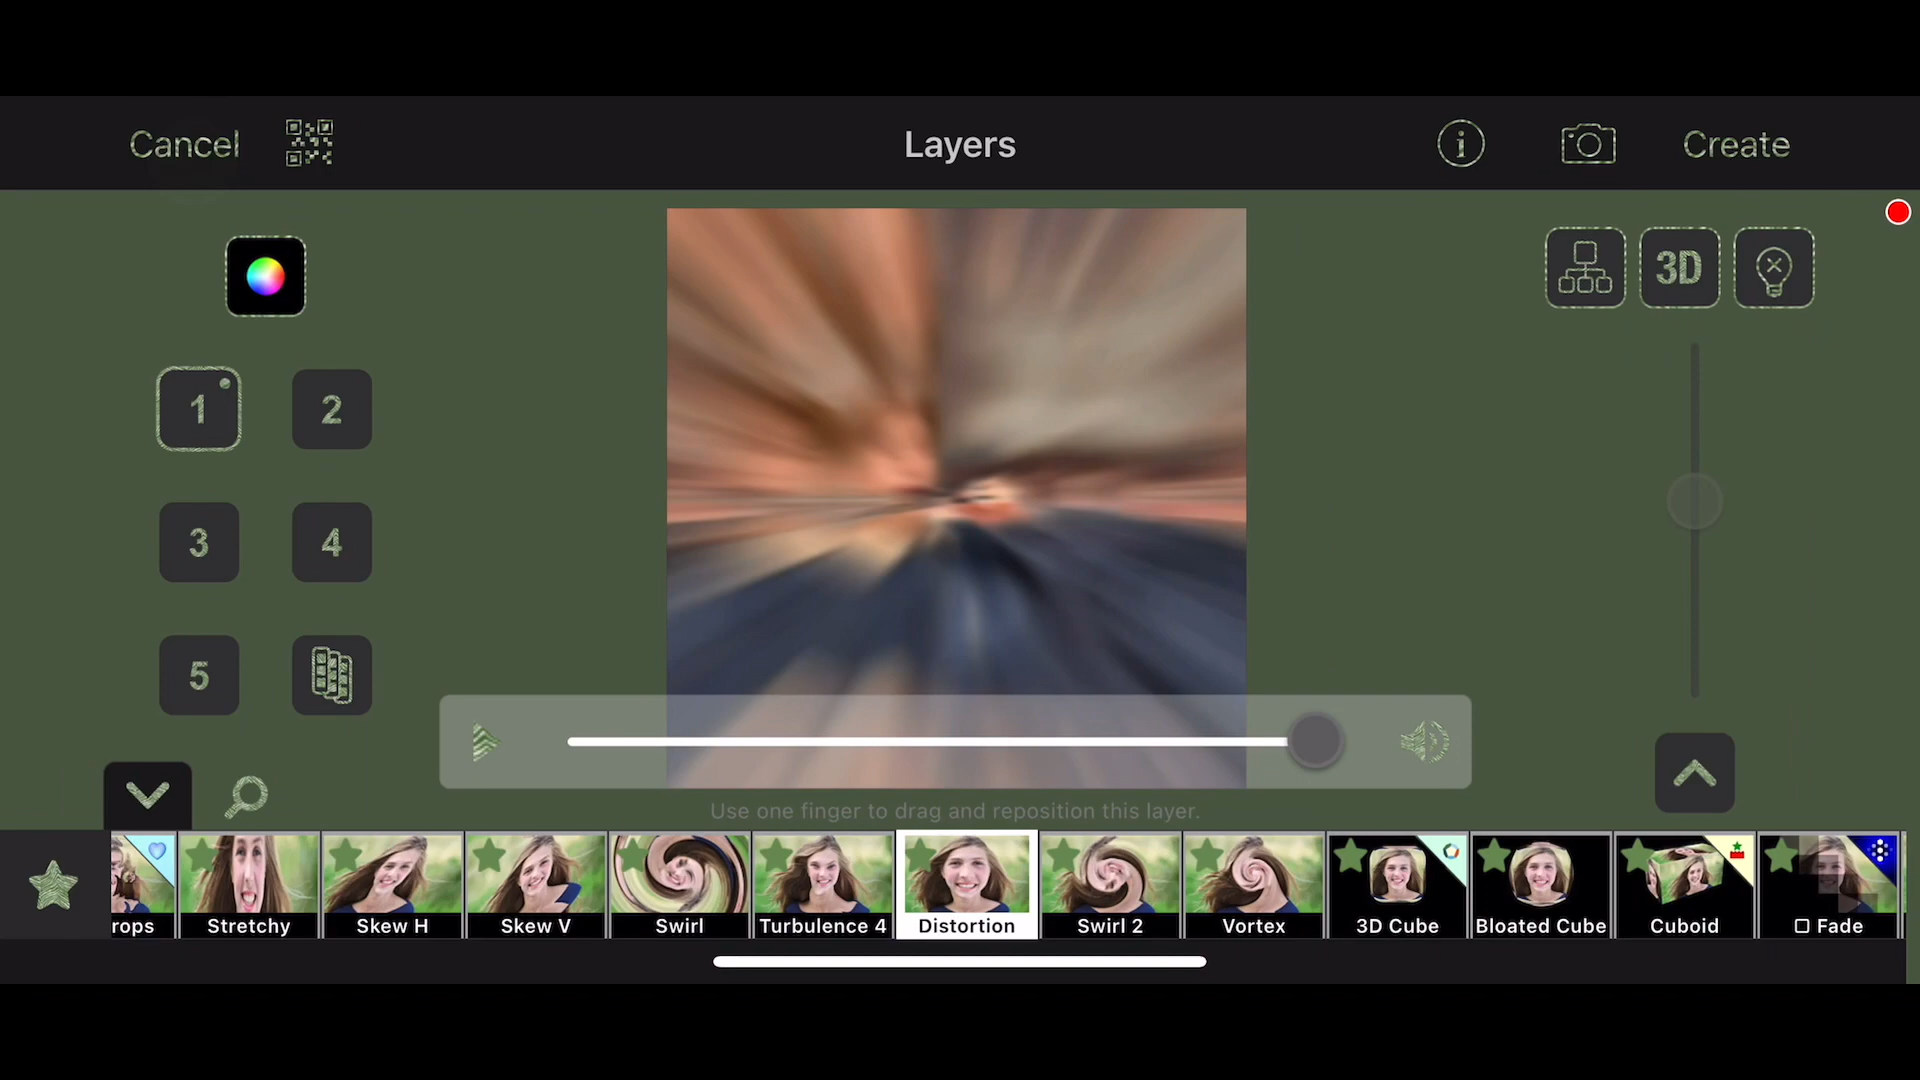 Cancel
Layers
Create
3D
1
2
3
4
5
Use one finger to drag and reposition this layer.
rops
Stretchy
Skew H
Skew V
Swirl
Turbulence 4
Distortion
Swirl 2
Vortex
3D Cube
Bloated Cube
Cuboid
Fade